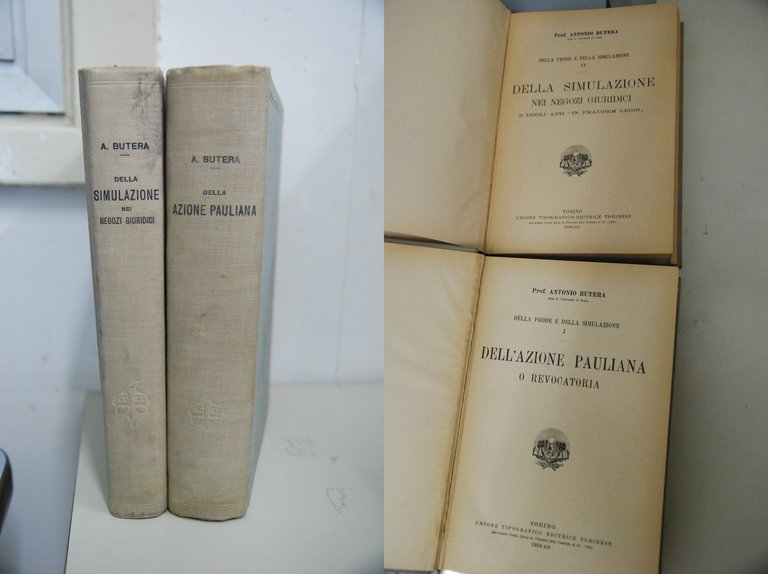 A. BUTERA
DELLA
SIMULAZIONE
NEI
NEGOZI GIURIDICI
A. BUTERA
DELLA
AZIONE PAULIANA
Prof. ANTONIO BUTERA
DELLA FRODE E DELLA SIMULAZIONE
II
DELLA SIMULAZIONE
NEI NEGOZI GIURIDICI
E DEGLI ATTI "IN FRAUDEM LEGIS"
TORINO
UNIONE TIPOGRAFICO-EDITRICE TORINESE
Prof. ANTONIO BUTERA
DELLA FRODE E DELLA SIMULAZIONE
I
DELL'AZIONE PAULIANA
O REVOCATORIA
TORINO
UNIONE TIPOGRAFICO-EDITRICE TORINESE